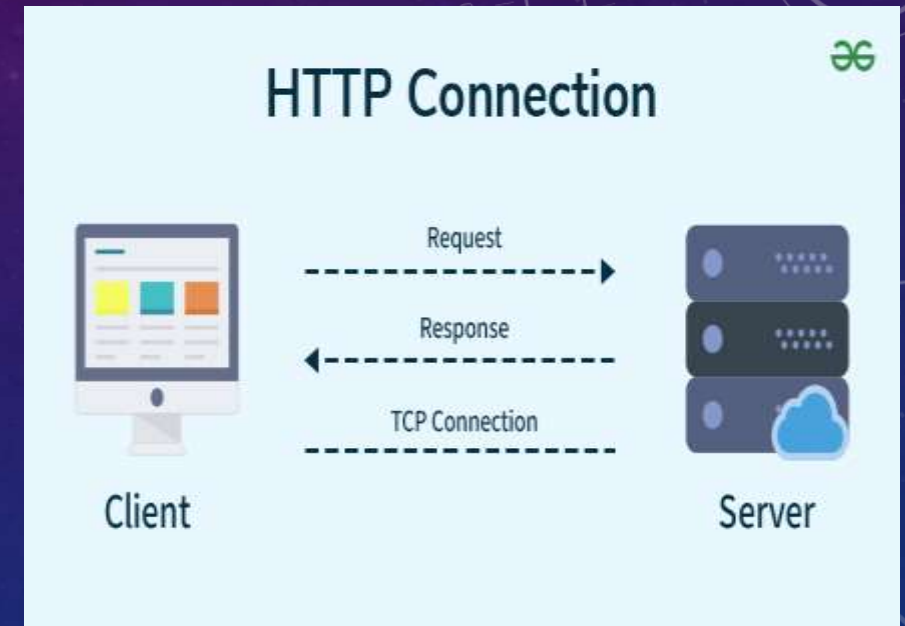 HTTP Connection
Request
Response
TCP Connection
Client
Server